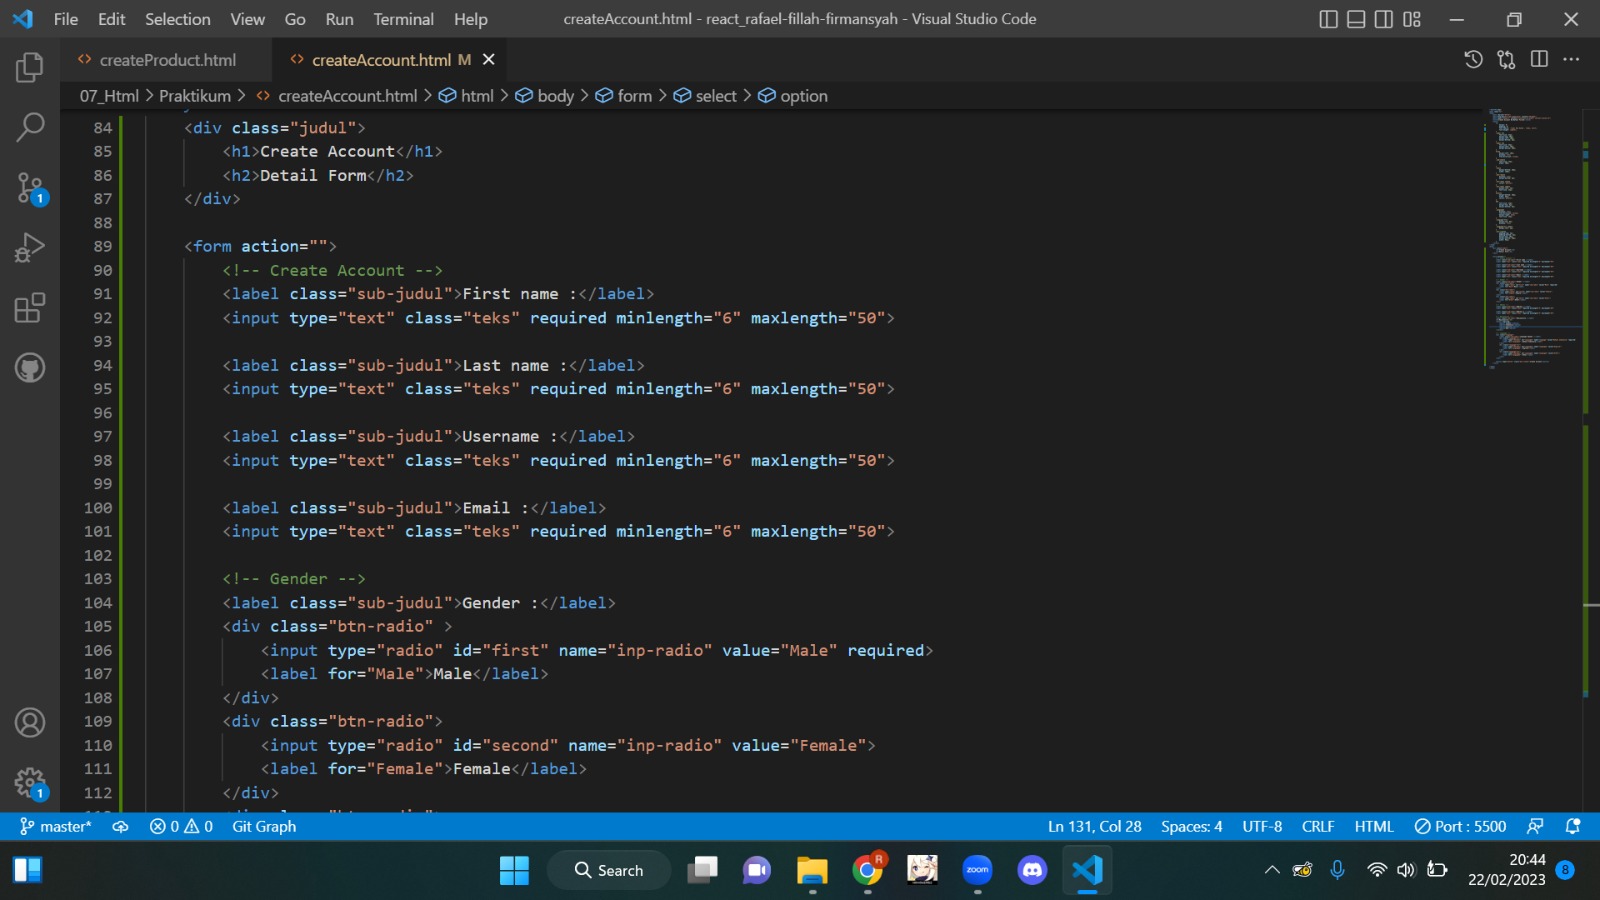 File Edit Selection View Go Run Terminal Help createAccount.html - react_rafael-fillah-firmansyah - Visual Studio Code
createProduct.html createAccount.html M
07_Html > Praktikum > createAccount.html > html > body > form > select > option
84 <div class="judul">
85 <h1>Create Account</h1>
86 <h2>Detail Form</h2>
87 </div>
88
89 <form action="">
90 <!-- Create Account -->
91 <label class="sub-judul">First name :</label>
92 <input type="text" class="teks" required minlength="6" maxlength="50">
93
94 <label class="sub-judul">Last name :</label>
95 <input type="text" class="teks" required minlength="6" maxlength="50">
96
97 <label class="sub-judul">Username :</label>
98 <input type="text" class="teks" required minlength="6" maxlength="50">
99
100 <label class="sub-judul">Email :</label>
101 <input type="text" class="teks" required minlength="6" maxlength="50">
102
103 <!-- Gender -->
104 <label class="sub-judul">Gender :</label>
105 <div class="btn-radio" >
106 <input type="radio" id="first" name="inp-radio" value="Male" required>
107 <label for="Male">Male</label>
108 </div>
109 <div class="btn-radio">
110 <input type="radio" id="second" name="inp-radio" value="Female">
111 <label for="Female">Female</label>
112 </div>
1
1
master* 0 0 Git Graph Ln 131, Col 28 Spaces: 4 UTF-8 CRLF HTML Port : 5500
Search R zoom 20:44
22/02/2023 8